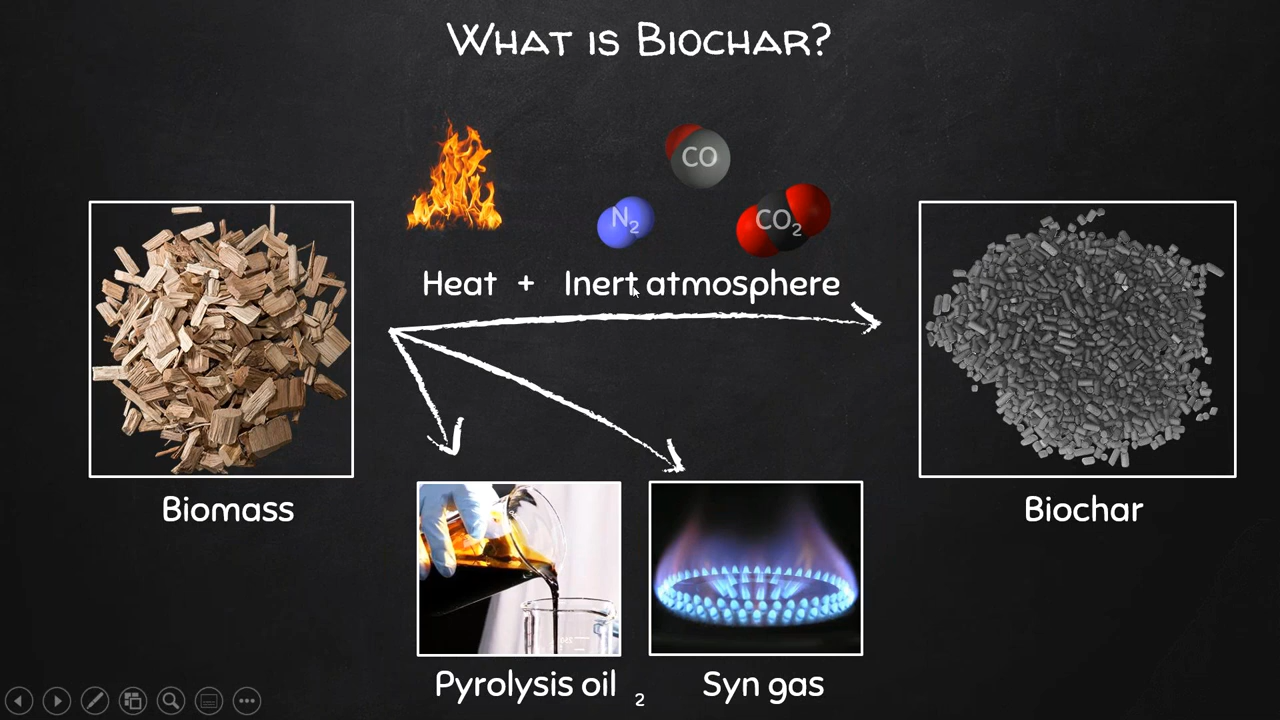 What is Biochar?
CO
N₂
CO₂
Heat + Inert atmosphere
Biomass
Biochar
Pyrolysis oil
Syn gas
2